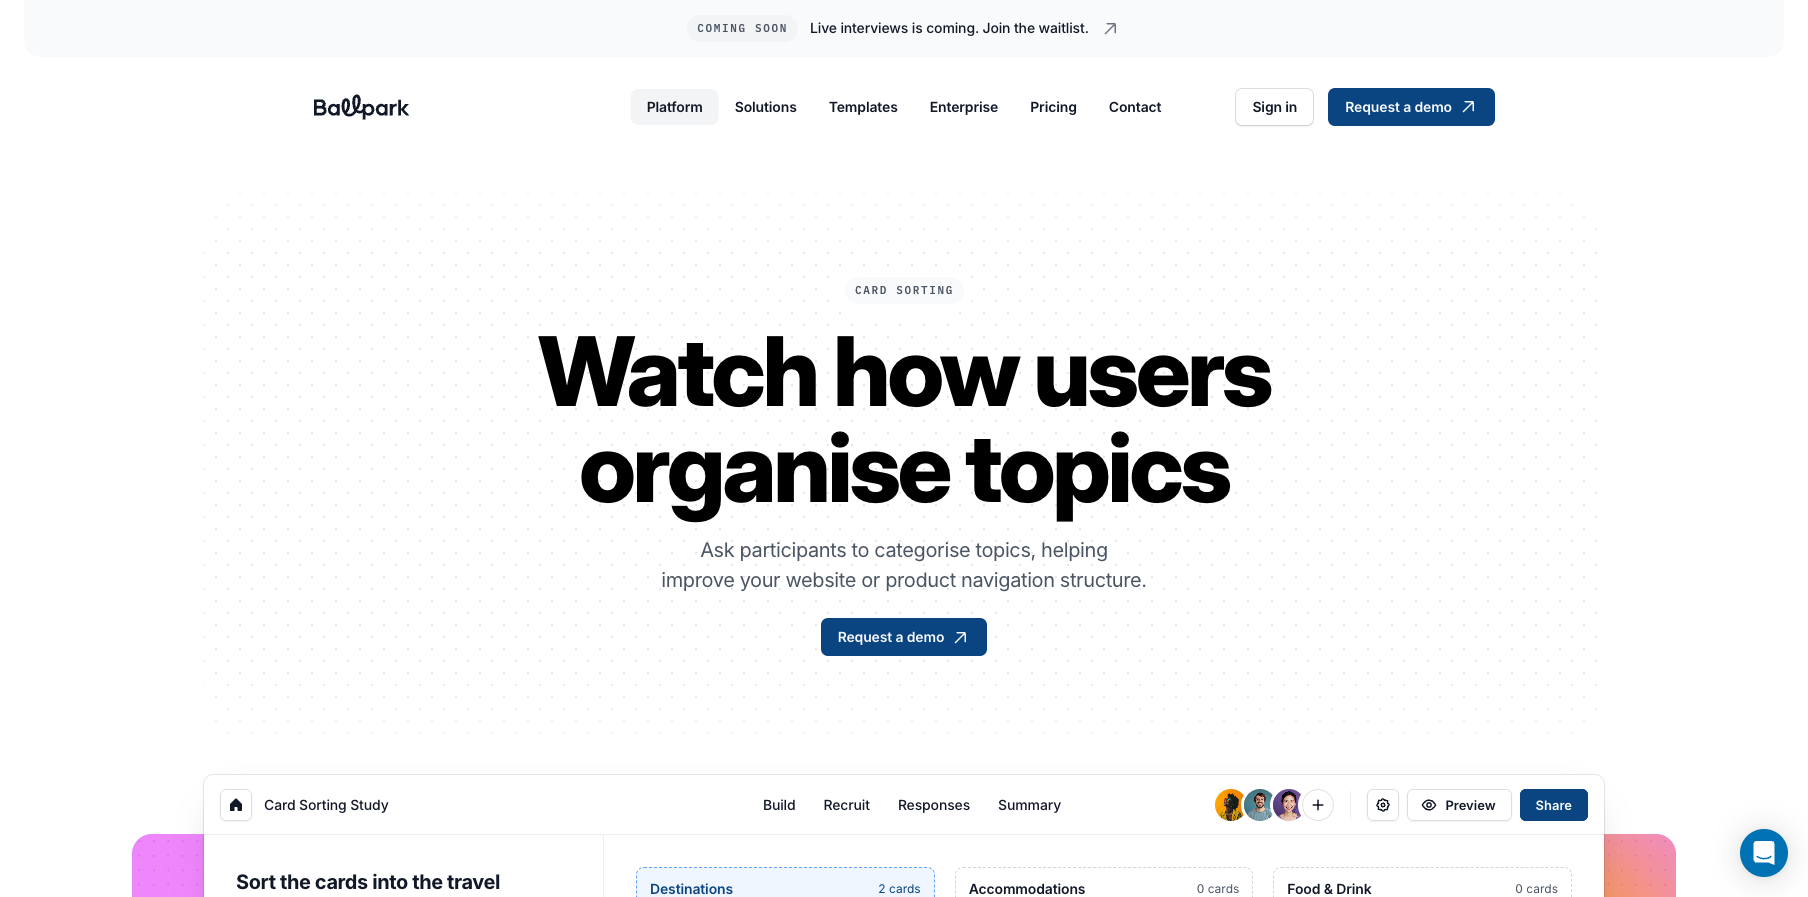 COMING SOON Live interviews is coming. Join the waitlist.
Ballpark Platform Solutions Templates Enterprise Pricing Contact Sign in Request a demo
CARD SORTING
Watch how users
organise topics
Ask participants to categorise topics, helping
improve your website or product navigation structure.
Request a demo
Card Sorting Study Build Recruit Responses Summary Preview Share
Sort the cards into the travel
Destinations 2 cards Accommodations 0 cards Food & Drink 0 cards